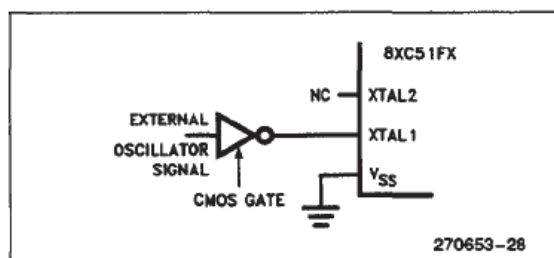 8XC51FX
NC
XTAL2
EXTERNAL
XTAL1
OSCILLATOR
SIGNAL
VSS
CMOS GATE
270653-28